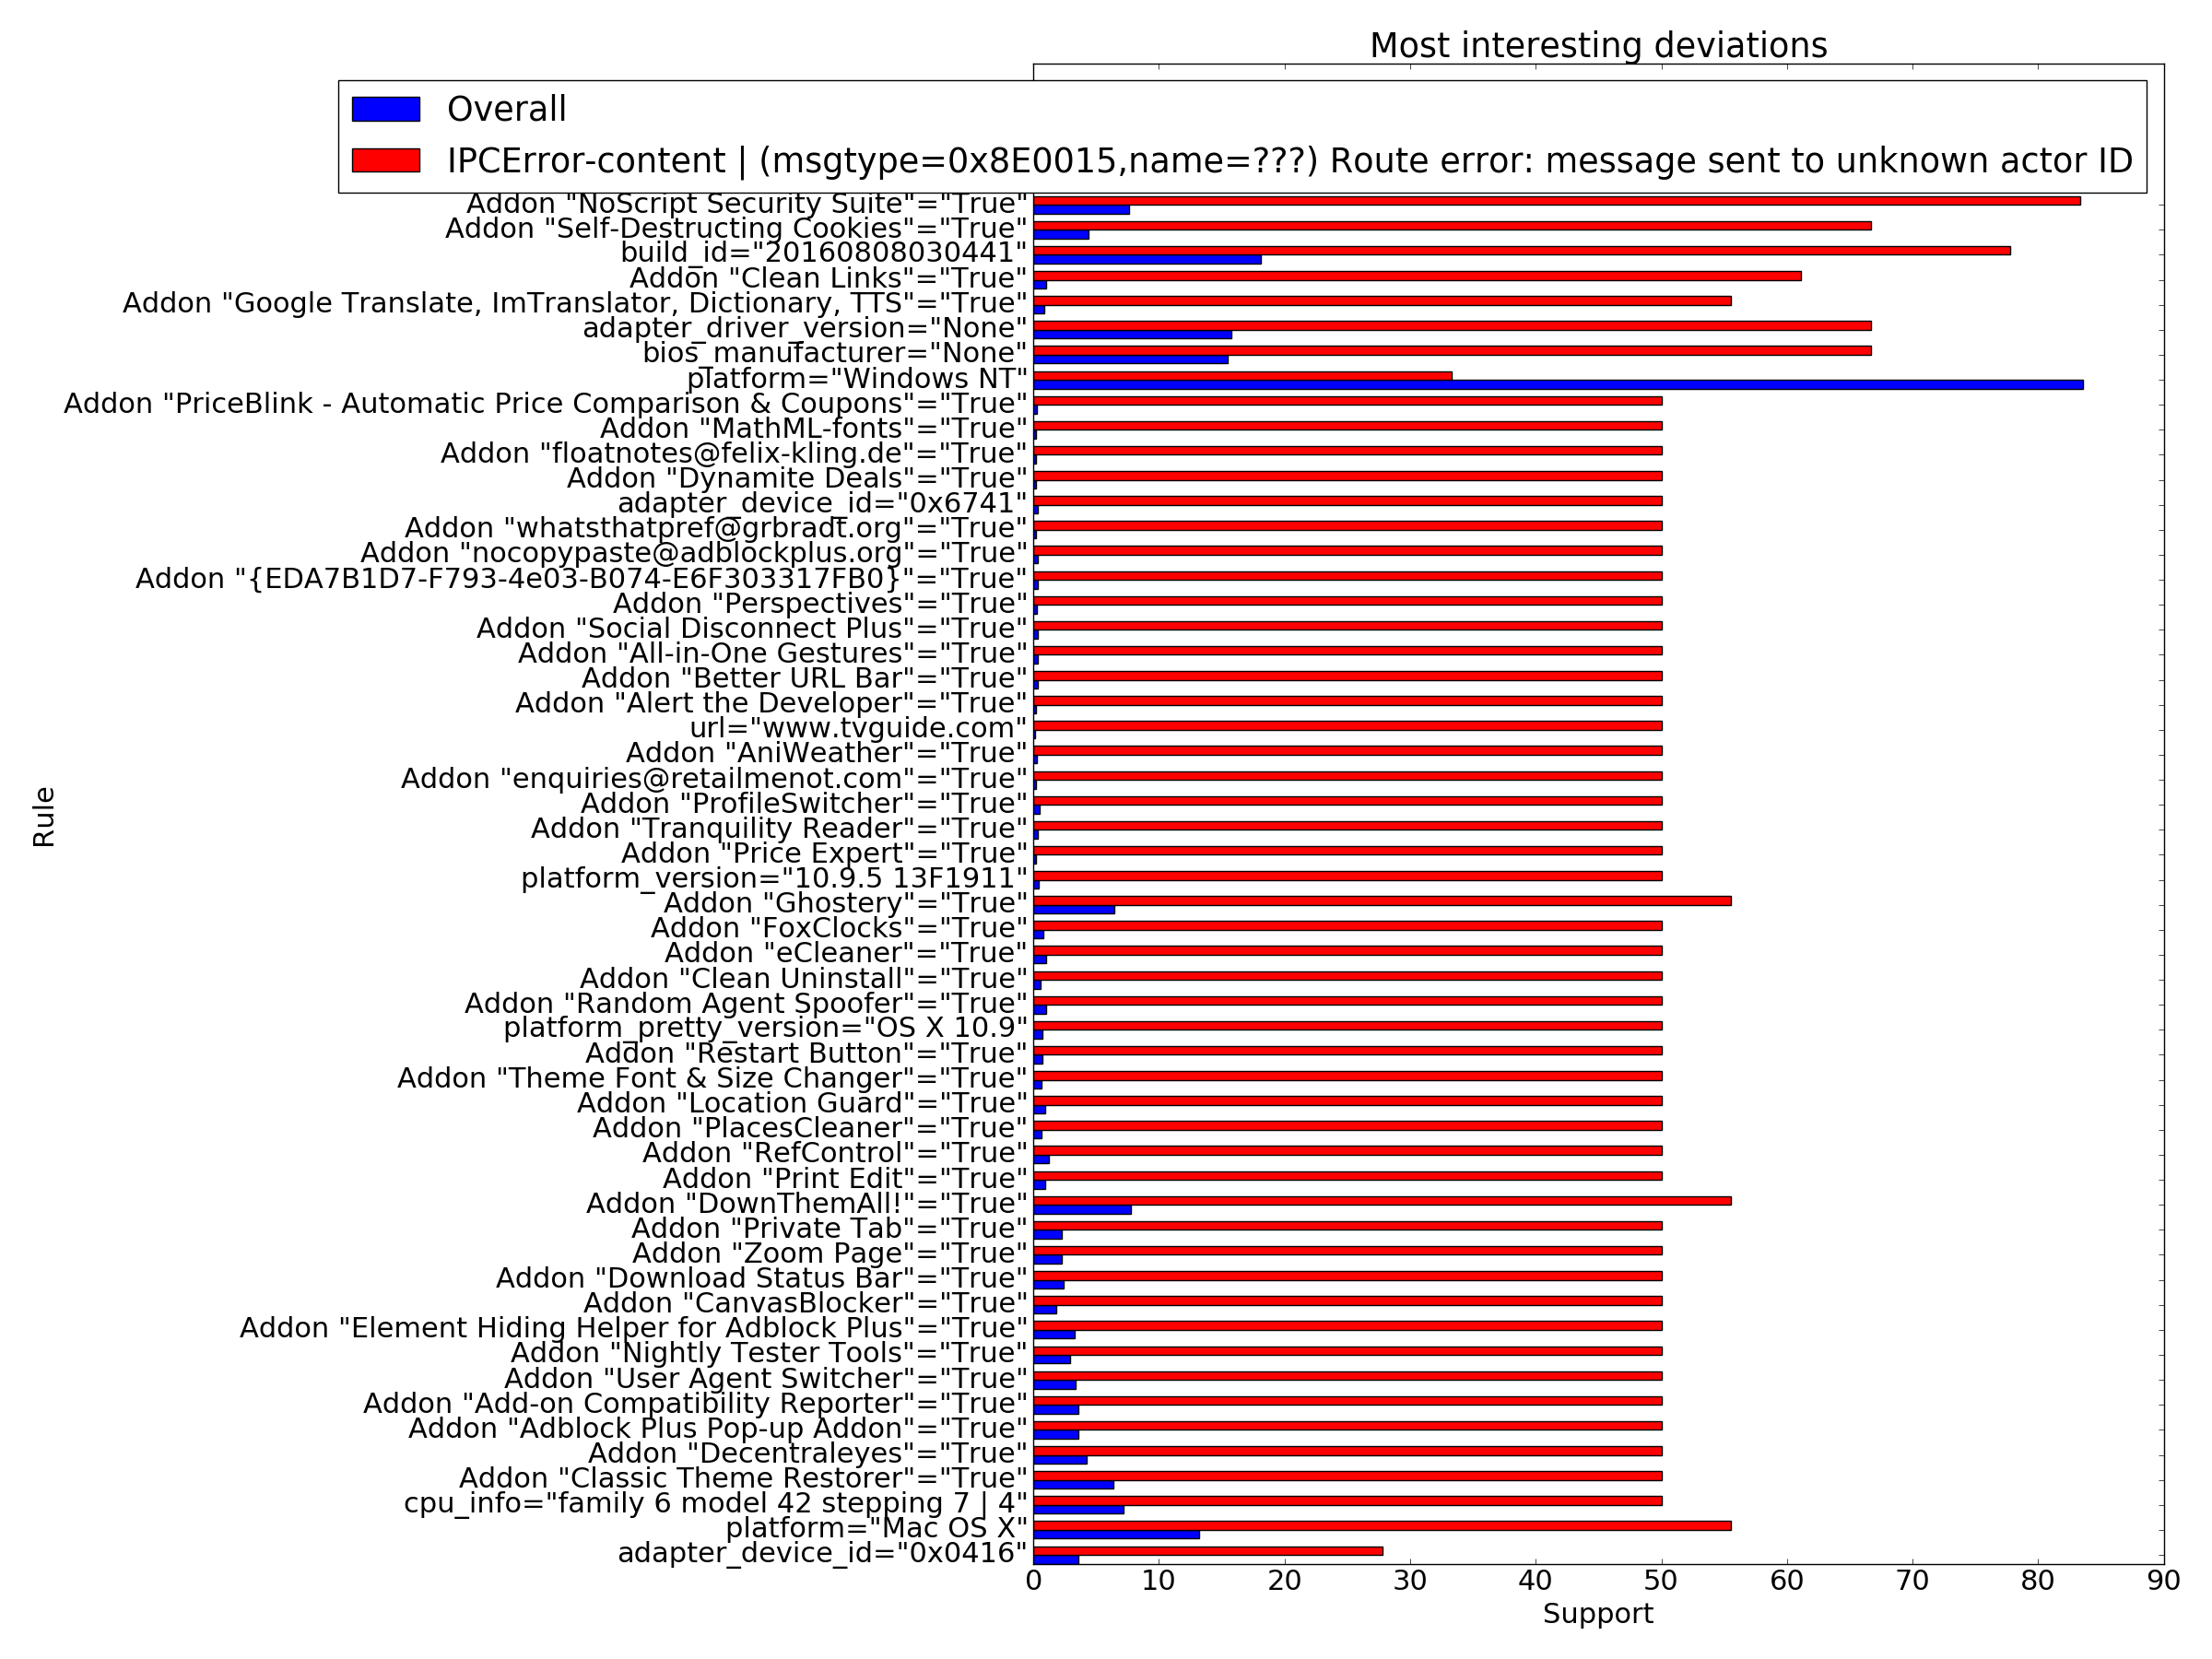 Most interesting deviations
Overall
IPCError-content | (msgtype=0x8E0015,name=???) Route error: message sent to unknown actor ID
Addon "NoScript Security Suite"="True"
Addon "Self-Destructing Cookies"="True"
build_id="20160808030441"
Addon "Clean Links"="True"
Addon "Google Translate, ImTranslator, Dictionary, TTS"="True"
adapter_driver_version="None"
bios_manufacturer="None"
platform="Windows NT"
Addon "PriceBlink - Automatic Price Comparison & Coupons"="True"
Addon "MathML-fonts"="True"
Addon "floatnotes@felix-kling.de"="True"
Addon "Dynamite Deals"="True"
adapter_device_id="0x6741"
Addon "whatsthatpref@grbradt.org"="True"
Addon "nocopypaste@adblockplus.org"="True"
Addon "{EDA7B1D7-F793-4e03-B074-E6F303317FB0}"="True"
Addon "Perspectives"="True"
Addon "Social Disconnect Plus"="True"
Addon "All-in-One Gestures"="True"
Addon "Better URL Bar"="True"
Addon "Alert the Developer"="True"
url="www.tvguide.com"
Addon "AniWeather"="True"
Addon "enquiries@retailmenot.com"="True"
Addon "ProfileSwitcher"="True"
Addon "Tranquility Reader"="True"
Addon "Price Expert"="True"
platform_version="10.9.5 13F1911"
Addon "Ghostery"="True"
Addon "FoxClocks"="True"
Addon "eCleaner"="True"
Addon "Clean Uninstall"="True"
Addon "Random Agent Spoofer"="True"
platform_pretty_version="OS X 10.9"
Addon "Restart Button"="True"
Addon "Theme Font & Size Changer"="True"
Addon "Location Guard"="True"
Addon "PlacesCleaner"="True"
Addon "RefControl"="True"
Addon "Print Edit"="True"
Addon "DownThemAll!"="True"
Addon "Private Tab"="True"
Addon "Zoom Page"="True"
Addon "Download Status Bar"="True"
Addon "CanvasBlocker"="True"
Addon "Element Hiding Helper for Adblock Plus"="True"
Addon "Nightly Tester Tools"="True"
Addon "User Agent Switcher"="True"
Addon "Add-on Compatibility Reporter"="True"
Addon "Adblock Plus Pop-up Addon"="True"
Addon "Decentraleyes"="True"
Addon "Classic Theme Restorer"="True"
cpu_info="family 6 model 42 stepping 7 | 4"
platform="Mac OS X"
adapter_device_id="0x0416"
Rule
0 10 20 30 40 50 60 70 80 90
Support